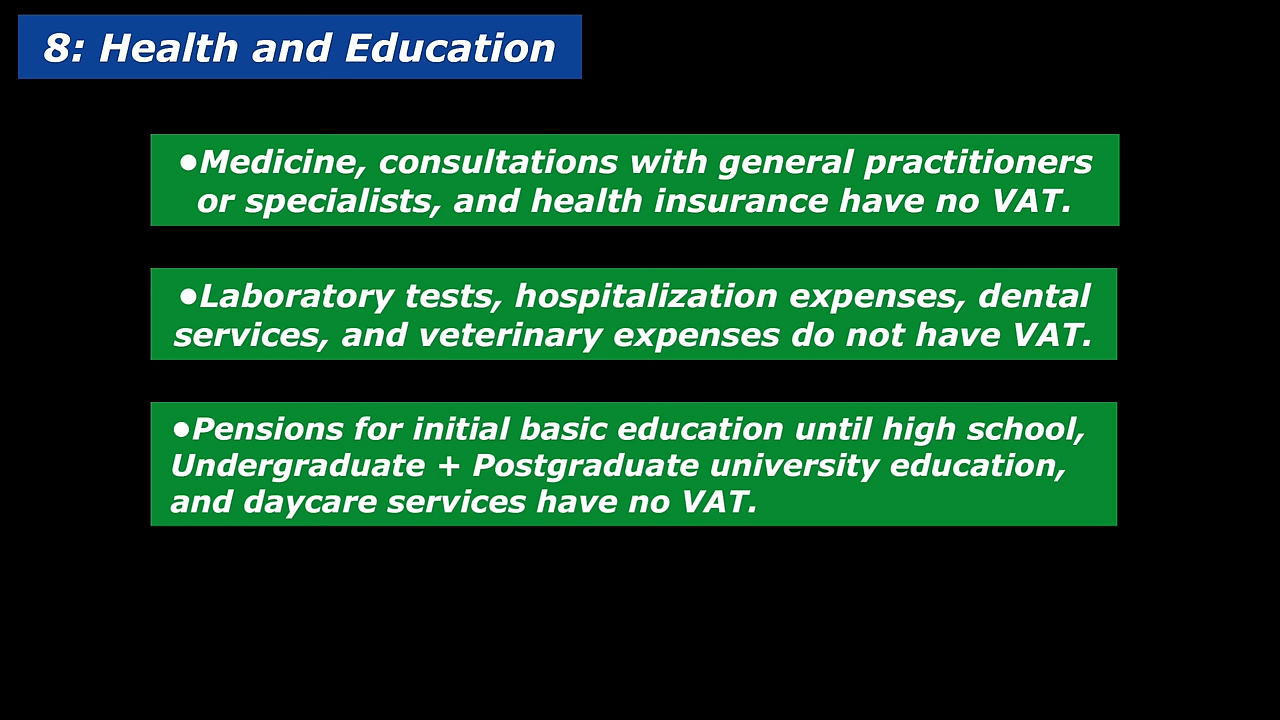 8: Health and Education
●Medicine, consultations with general practitioners
or specialists, and health insurance have no VAT.
●Laboratory tests, hospitalization expenses, dental
services, and veterinary expenses do not have VAT.
●Pensions for initial basic education until high school,
Undergraduate + Postgraduate university education,
and daycare services have no VAT.